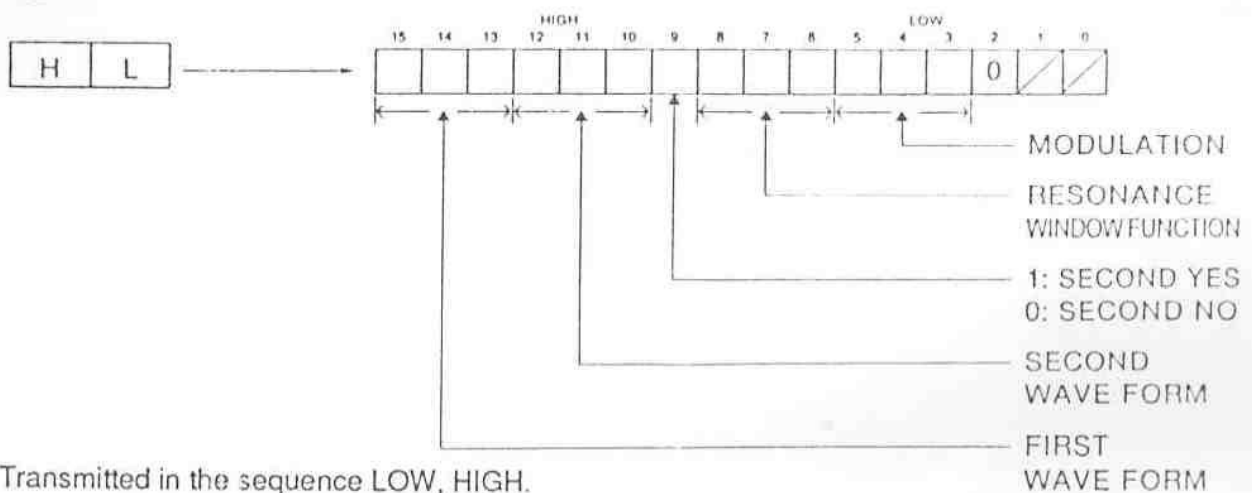 HIGH LOW
15 14 13 12 11 10 9 8 7 6 5 4 3 2 1 0
H L
0
MODULATION
RESONANCE
WINDOW FUNCTION
1: SECOND YES
0: SECOND NO
SECOND
WAVE FORM
FIRST
WAVE FORM
Transmitted in the sequence LOW, HIGH.